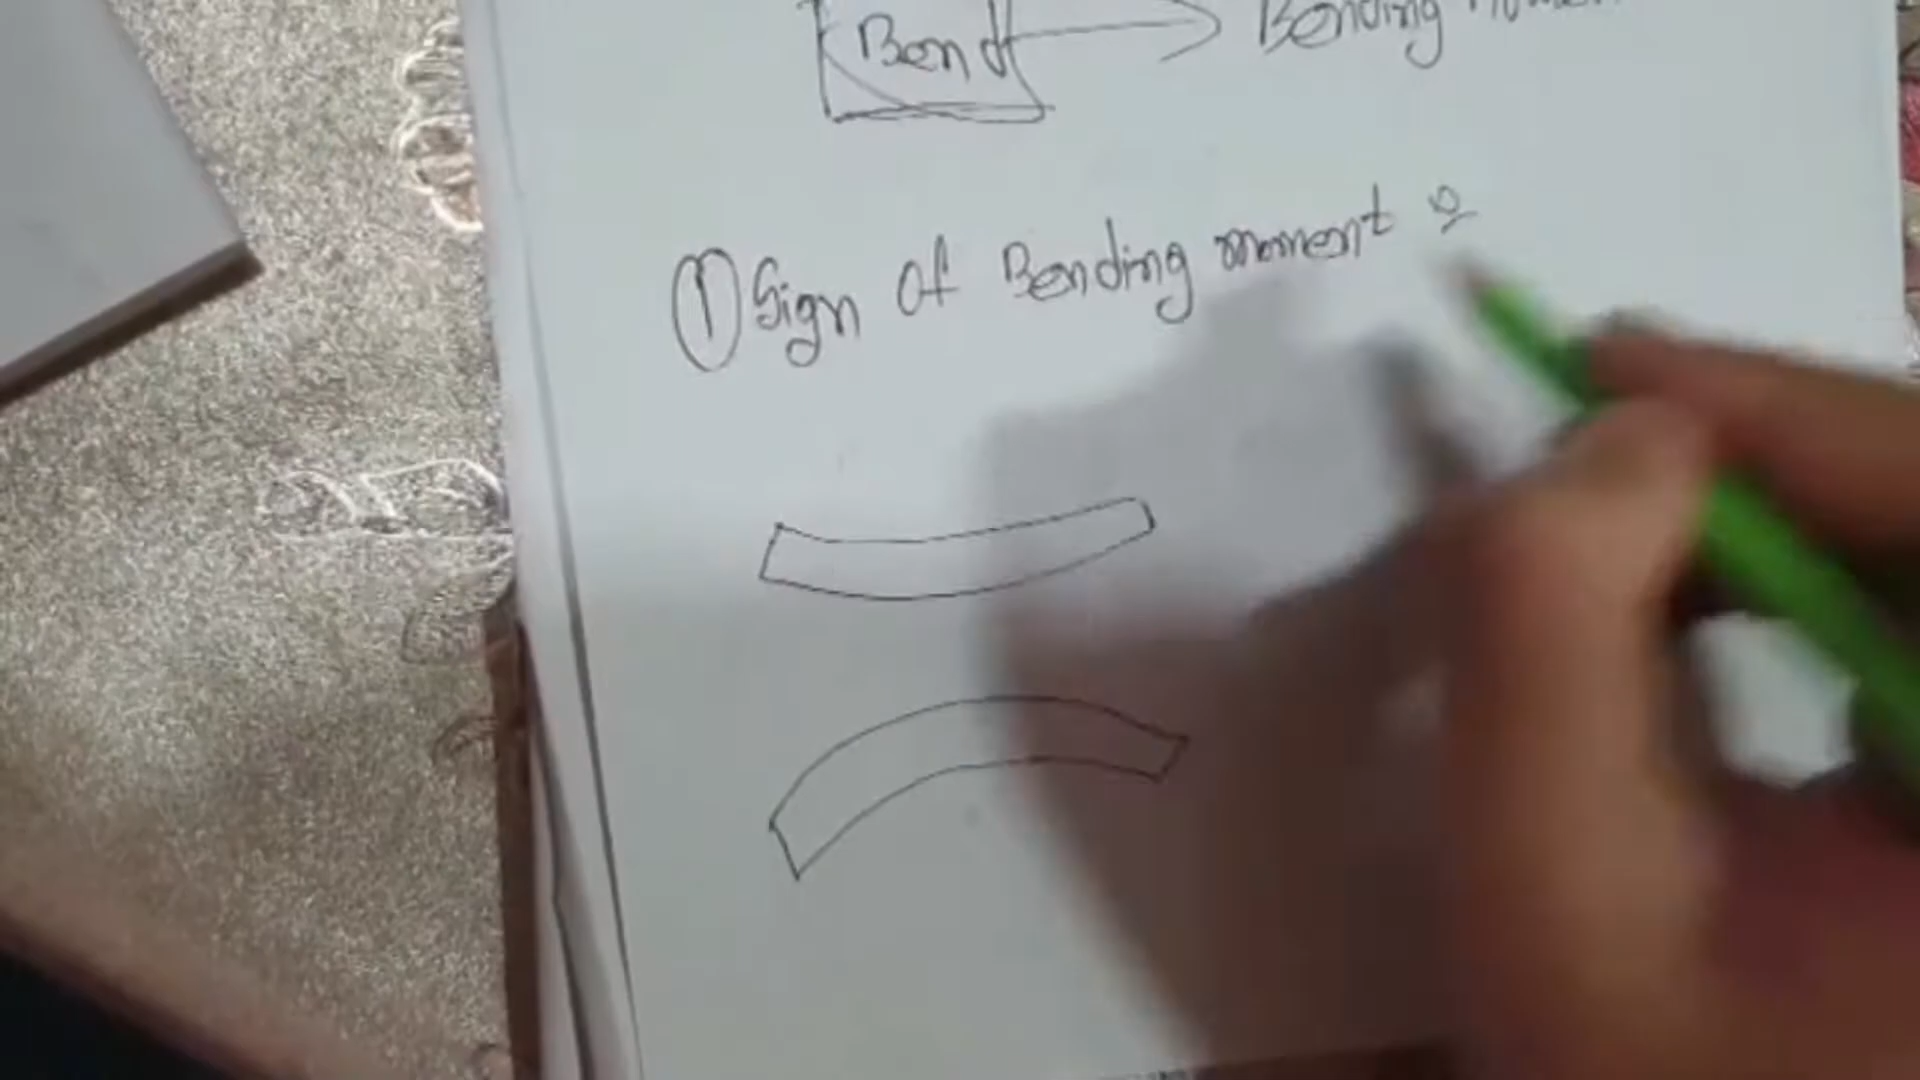 Bend → Bending
① Sign of Bending moment :